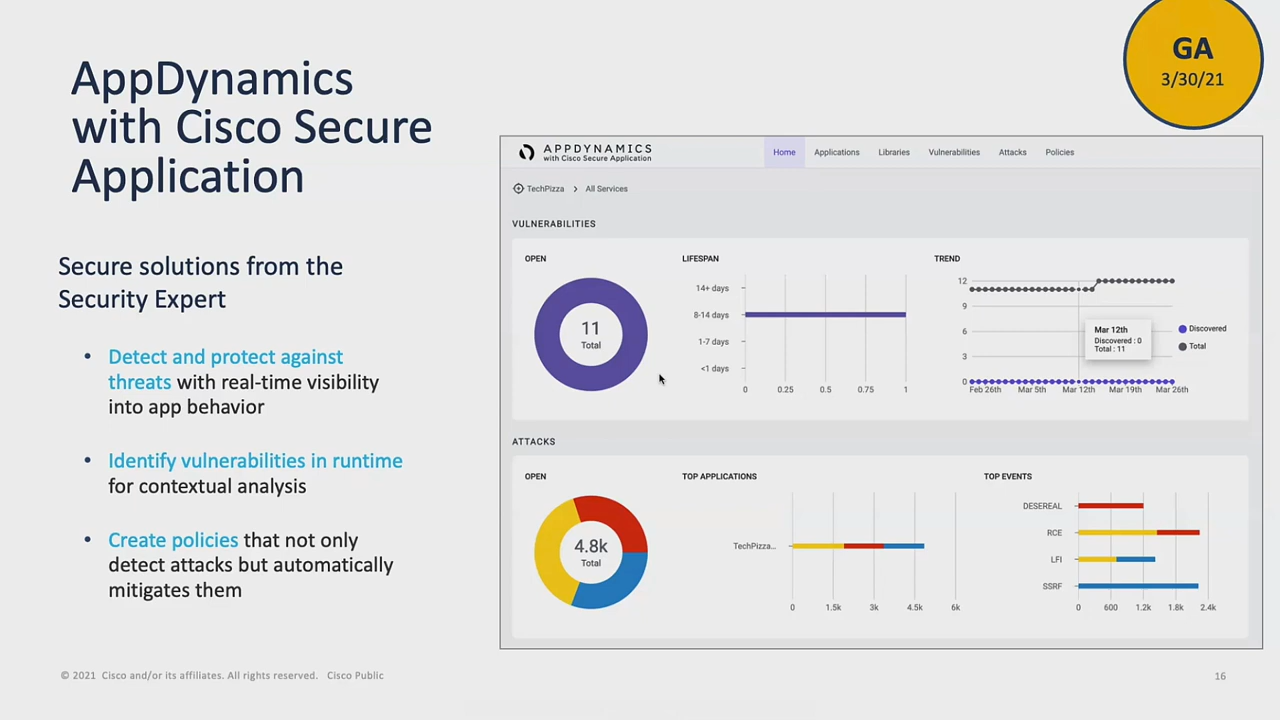 GA
3/30/21
AppDynamics
with Cisco Secure
Application
Secure solutions from the
Security Expert
• Detect and protect against
threats with real-time visibility
into app behavior
• Identify vulnerabilities in runtime
for contextual analysis
• Create policies that not only
detect attacks but automatically
mitigates them
APPDYNAMICS
with Cisco Secure Application
Home Applications Libraries Vulnerabilities Attacks Policies
TechPizza > All Services
VULNERABILITIES
OPEN
11
Total
LIFESPAN
14+ days
8-14 days
1-7 days
<1 days
0 0.25 0.5 0.75 1
TREND
12
9
6
3
0
Feb 26th Mar 5th Mar 12th Mar 19th Mar 26th
Mar 12th
Discovered : 0
Total : 11
Discovered
Total
ATTACKS
OPEN
4.8k
Total
TOP APPLICATIONS
TechPizza...
0 1.5k 3k 4.5k 6k
TOP EVENTS
DESEREAL
RCE
LFI
SSRF
0 600 1.2k 1.8k 2.4k
© 2021 Cisco and/or its affiliates. All rights reserved. Cisco Public
16